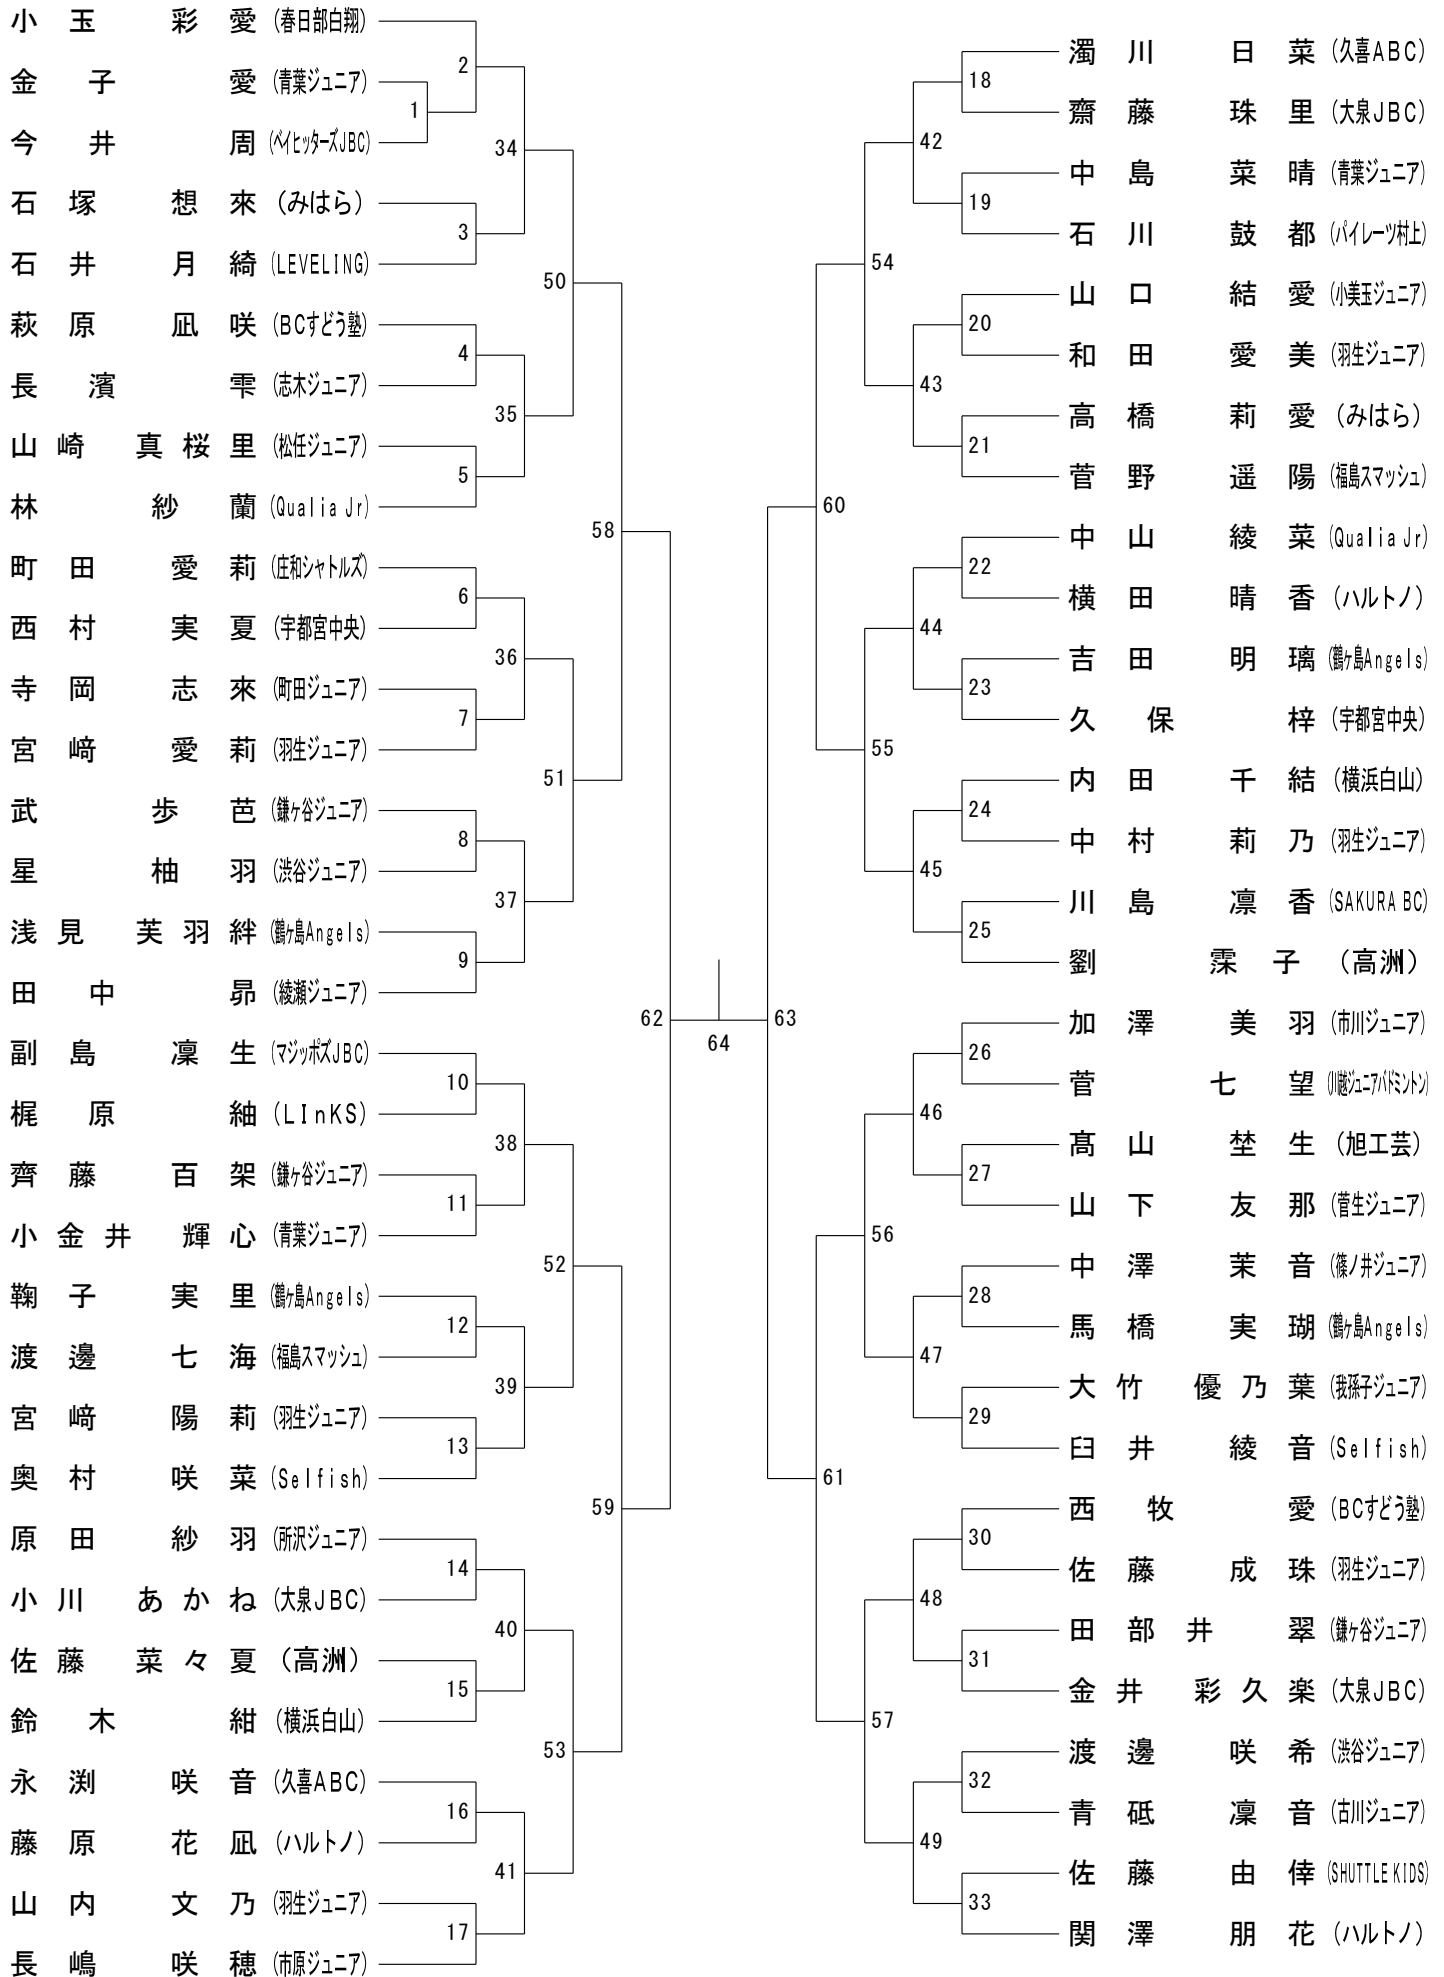 小玉 彩愛 (春日部白翔)
金子 愛 (青葉ジュニア)
今井 周 (ベイヒッターズJBC)
石塚 想來 (みはら)
石井 月綺 (LEVELING)
萩原 凪咲 (BCすどう塾)
長濱 雫 (志木ジュニア)
山崎 真桜里 (松任ジュニア)
林 紗蘭 (Qualia Jr)
町田 愛莉 (庄和シャトルズ)
西村 実夏 (宇都宮中央)
寺岡 志來 (町田ジュニア)
宮﨑 愛莉 (羽生ジュニア)
武 歩芭 (鎌ヶ谷ジュニア)
星 柚羽 (渋谷ジュニア)
浅見 芙羽絆 (鶴ヶ島Angels)
田中 昴 (綾瀬ジュニア)
副島 凜生 (マジッポズJBC)
梶原 紬 (LInKS)
齊藤 百架 (鎌ヶ谷ジュニア)
小金井 輝心 (青葉ジュニア)
鞠子 実里 (鶴ヶ島Angels)
渡邊 七海 (福島スマッシュ)
宮﨑 陽莉 (羽生ジュニア)
奥村 咲菜 (Selfish)
原田 紗羽 (所沢ジュニア)
小川 あかね (大泉JBC)
佐藤 菜々夏 (高洲)
鈴木 紺 (横浜白山)
永渕 咲音 (久喜ABC)
藤原 花凪 (ハルトノ)
山内 文乃 (羽生ジュニア)
長嶋 咲穂 (市原ジュニア)
1
2
3
4
5
6
7
8
9
10
11
12
13
14
15
16
17
34
35
36
37
38
39
40
41
50
51
52
53
58
59
62
64
63
60
61
54
55
56
57
42
43
44
45
46
47
48
49
18
19
20
21
22
23
24
25
26
27
28
29
30
31
32
33
濁川 日菜 (久喜ABC)
齋藤 珠里 (大泉JBC)
中島 菜晴 (青葉ジュニア)
石川 鼓都 (パイレーツ村上)
山口 結愛 (小美玉ジュニア)
和田 愛美 (羽生ジュニア)
高橋 莉愛 (みはら)
菅野 遥陽 (福島スマッシュ)
中山 綾菜 (Qualia Jr)
横田 晴香 (ハルトノ)
吉田 明璃 (鶴ヶ島Angels)
久保 梓 (宇都宮中央)
内田 千結 (横浜白山)
中村 莉乃 (羽生ジュニア)
川島 凛香 (SAKURA BC)
劉 霂子 (高洲)
加澤 美羽 (市川ジュニア)
菅 七望 (川越ジュニアバドミントン)
髙山 埜生 (旭工芸)
山下 友那 (菅生ジュニア)
中澤 茉音 (篠ノ井ジュニア)
馬橋 実瑚 (鶴ヶ島Angels)
大竹 優乃葉 (我孫子ジュニア)
臼井 綾音 (Selfish)
西牧 愛 (BCすどう塾)
佐藤 成珠 (羽生ジュニア)
田部井 翠 (鎌ヶ谷ジュニア)
金井 彩久楽 (大泉JBC)
渡邊 咲希 (渋谷ジュニア)
青砥 凜音 (古川ジュニア)
佐藤 由倖 (SHUTTLE KIDS)
関澤 朋花 (ハルトノ)